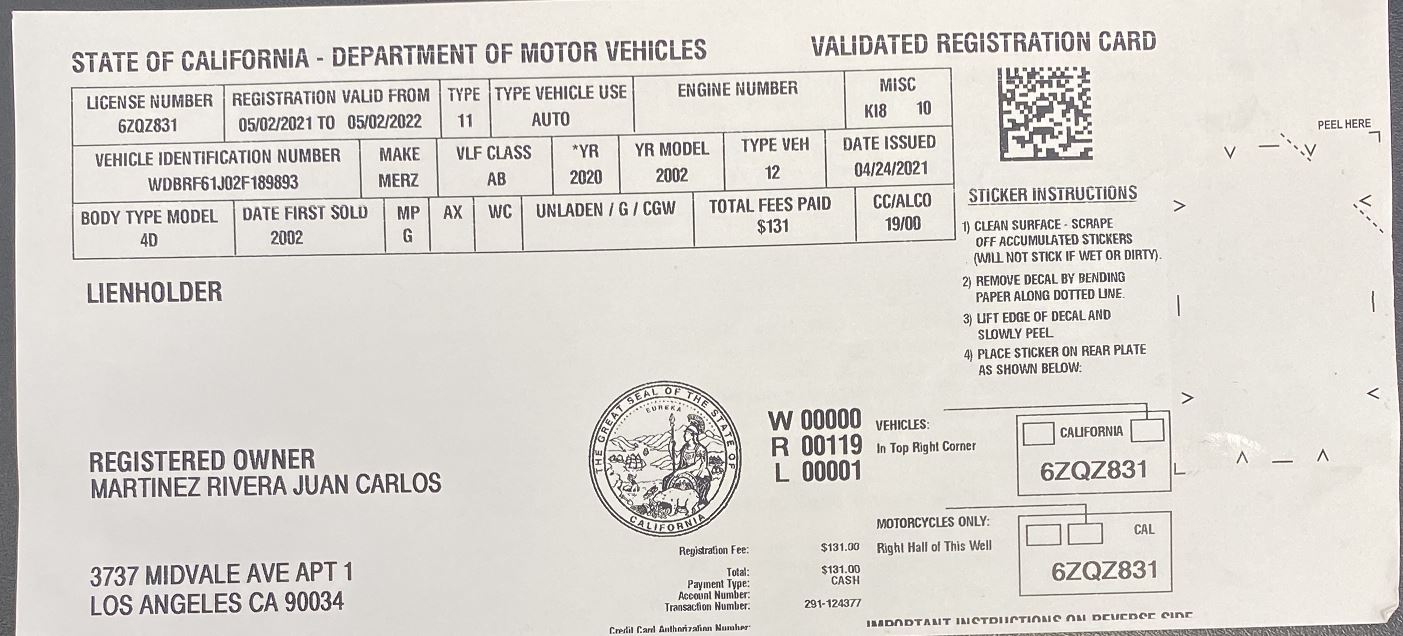 STATE OF CALIFORNIA - DEPARTMENT OF MOTOR VEHICLES
VALIDATED REGISTRATION CARD
LICENSE NUMBER REGISTRATION VALID FROM TYPE TYPE VEHICLE USE ENGINE NUMBER MISC
6ZQZ831 05/02/2021 TO 05/02/2022 11 AUTO KI8 10
VEHICLE IDENTIFICATION NUMBER MAKE VLF CLASS *YR YR MODEL TYPE VEH DATE ISSUED
WDBRF61J02F189893 MERZ AB 2020 2002 12 04/24/2021
BODY TYPE MODEL DATE FIRST SOLD MP AX WC UNLADEN / G / CGW TOTAL FEES PAID CC/ALCO
4D 2002 G $131 19/00
PEEL HERE
STICKER INSTRUCTIONS
1) CLEAN SURFACE - SCRAPE
OFF ACCUMULATED STICKERS
(WILL NOT STICK IF WET OR DIRTY).
2) REMOVE DECAL BY BENDING
PAPER ALONG DOTTED LINE.
3) LIFT EDGE OF DECAL AND
SLOWLY PEEL
4) PLACE STICKER ON REAR PLATE
AS SHOWN BELOW:
LIENHOLDER
REGISTERED OWNER
MARTINEZ RIVERA JUAN CARLOS
3737 MIDVALE AVE APT 1
LOS ANGELES CA 90034
THE GREAT SEAL OF THE STATE OF CALIFORNIA
EUREKA
W 00000
R 00119
L 00001
VEHICLES:
In Top Right Corner
CALIFORNIA
6ZQZ831
MOTORCYCLES ONLY:
Right Hall of This Well
CAL
6ZQZ831
Registration Fee: $131.00
Total: $131.00
Payment Type: CASH
Account Number:
Transaction Number: 291-124377
Credit Card Authorization Number:
IMPORTANT INSTRUCTIONS ON REVERSE SIDE